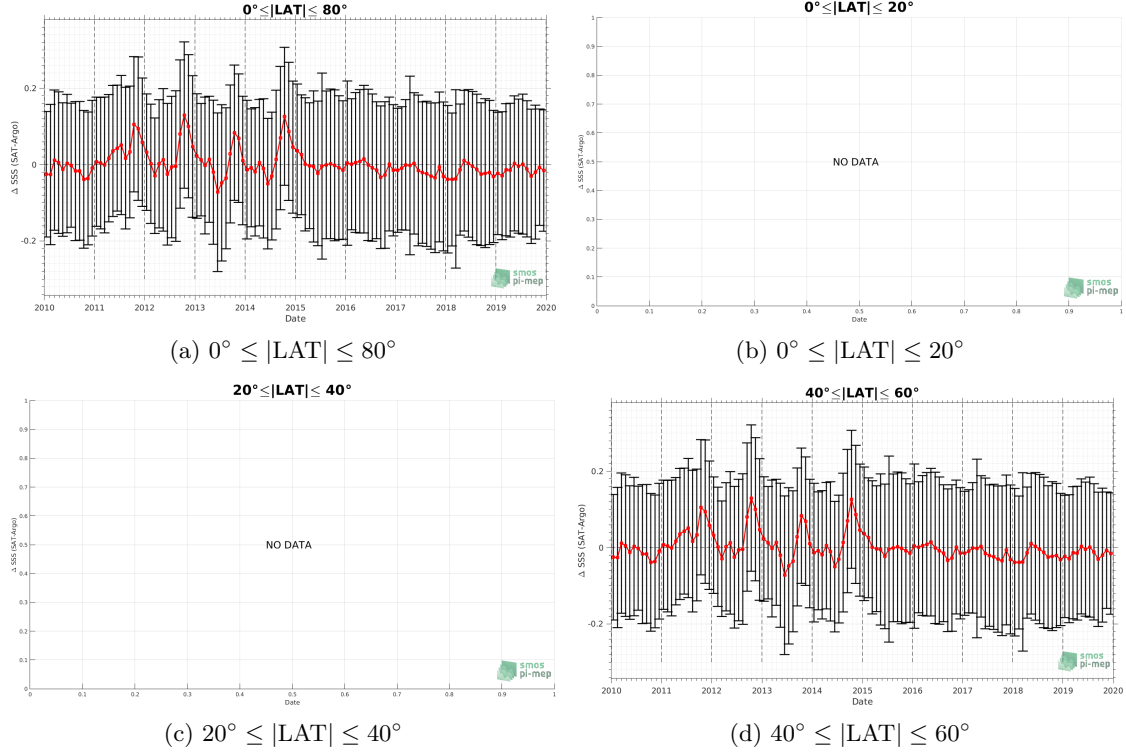 0°≤|LAT|≤ 80°
Δ SSS (SAT-Argo)
0.2
0
-0.2
2010 2011 2012 2013 2014 2015 2016 2017 2018 2019 2020
Date
smos
pi-mep
(a) 0° ≤ |LAT| ≤ 80°
0°≤|LAT|≤ 20°
Δ SSS (SAT-Argo)
1
0.9
0.8
0.7
0.6
0.5
0.4
0.3
0.2
0.1
0
NO DATA
0 0.1 0.2 0.3 0.4 0.5 0.6 0.7 0.8 0.9 1
Date
smos
pi-mep
(b) 0° ≤ |LAT| ≤ 20°
20°≤|LAT|≤ 40°
Δ SSS (SAT-Argo)
1
0.9
0.8
0.7
0.6
0.5
0.4
0.3
0.2
0.1
0
NO DATA
0 0.1 0.2 0.3 0.4 0.5 0.6 0.7 0.8 0.9 1
Date
smos
pi-mep
(c) 20° ≤ |LAT| ≤ 40°
40°≤|LAT|≤ 60°
Δ SSS (SAT-Argo)
0.2
0
-0.2
2010 2011 2012 2013 2014 2015 2016 2017 2018 2019 2020
Date
smos
pi-mep
(d) 40° ≤ |LAT| ≤ 60°